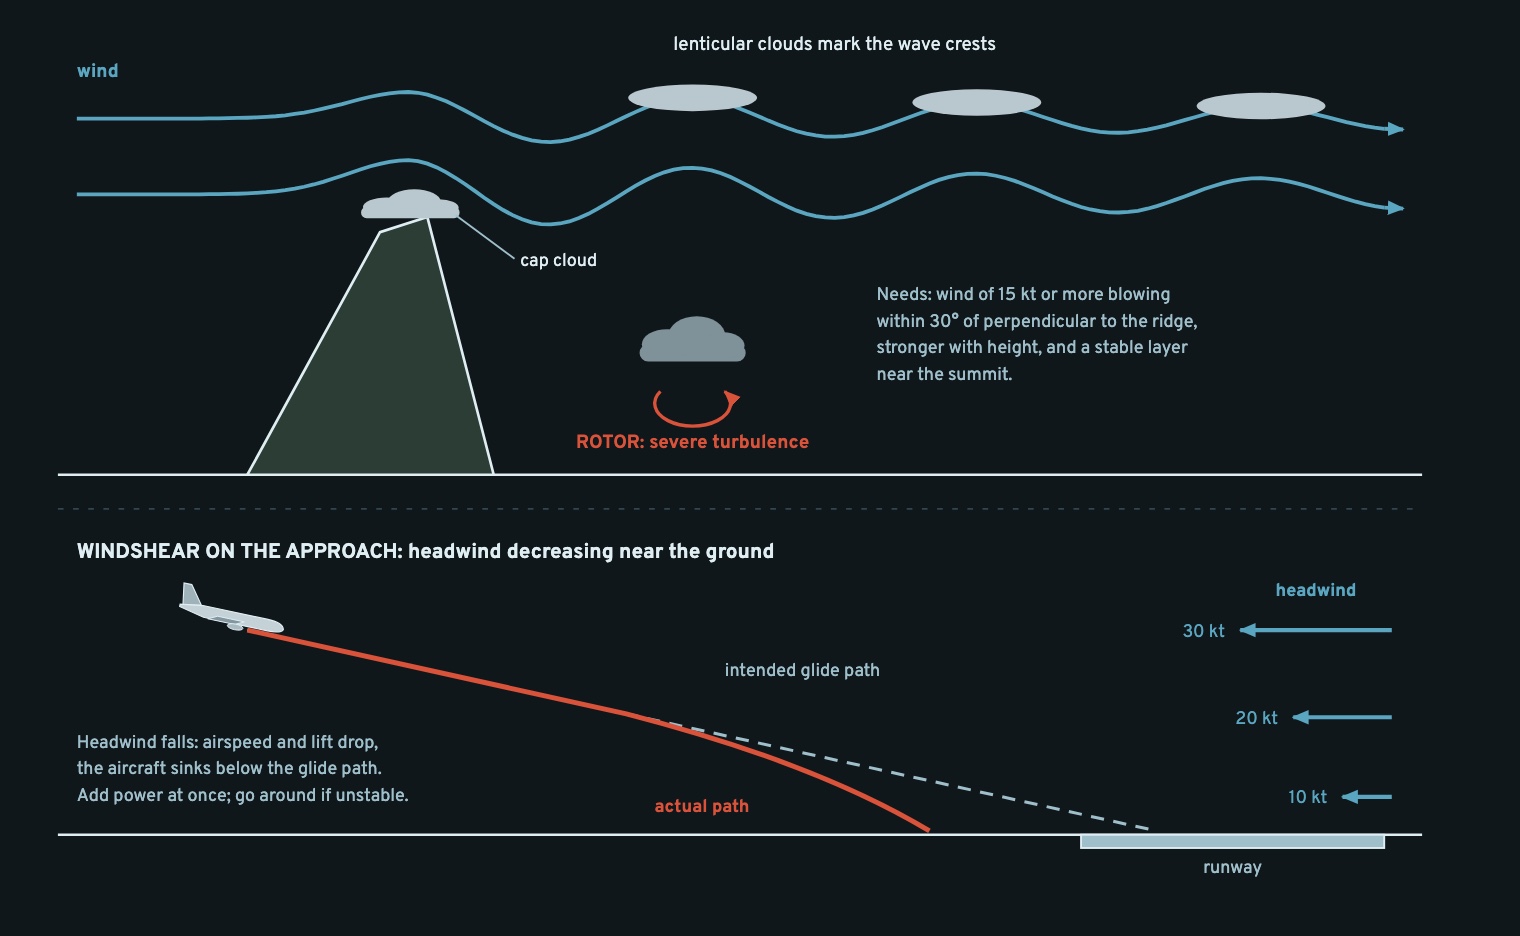 lenticular clouds mark the wave crests
wind
cap cloud
Needs: wind of 15 kt or more blowing
within 30° of perpendicular to the ridge,
stronger with height, and a stable layer
near the summit.
ROTOR: severe turbulence
WINDSHEAR ON THE APPROACH: headwind decreasing near the ground
headwind
30 kt
intended glide path
20 kt
Headwind falls: airspeed and lift drop,
the aircraft sinks below the glide path.
Add power at once; go around if unstable.
actual path
10 kt
runway